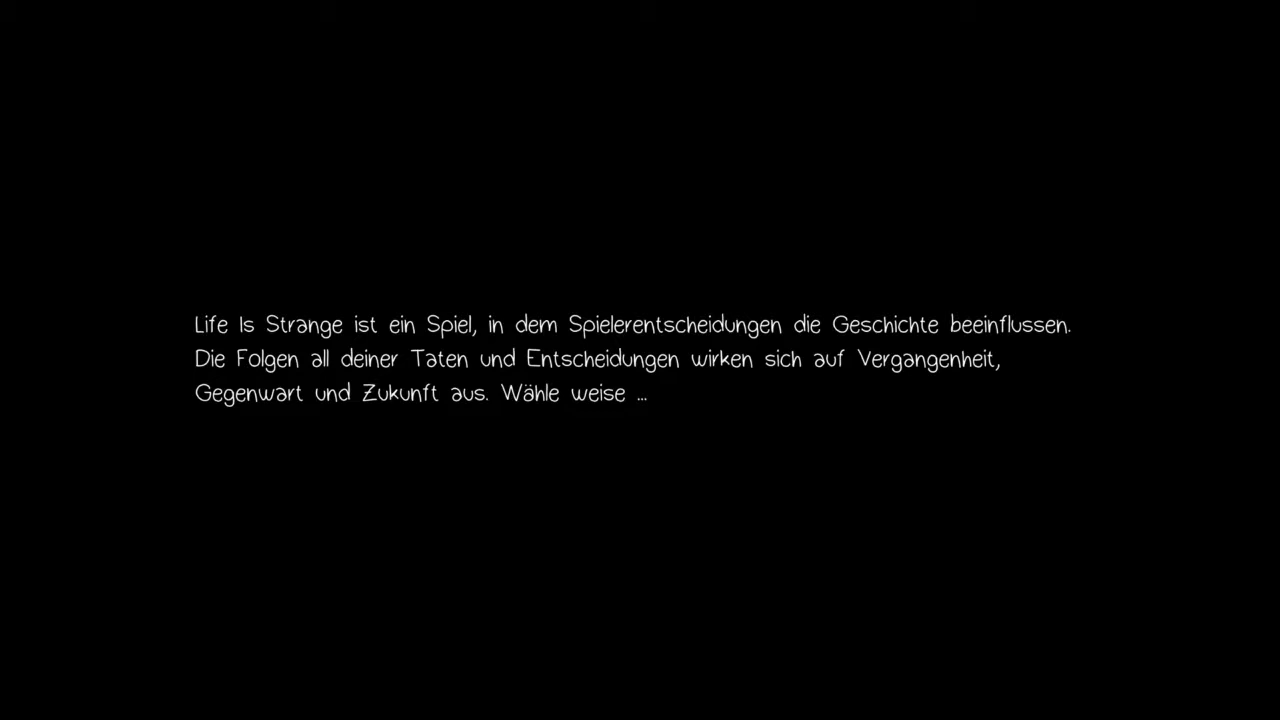 Life Is Strange ist ein Spiel, in dem Spielerentscheidungen die Geschichte beeinflussen.
Die Folgen all deiner Taten und Entscheidungen wirken sich auf Vergangenheit,
Gegenwart und Zukunft aus. Wähle weise ...